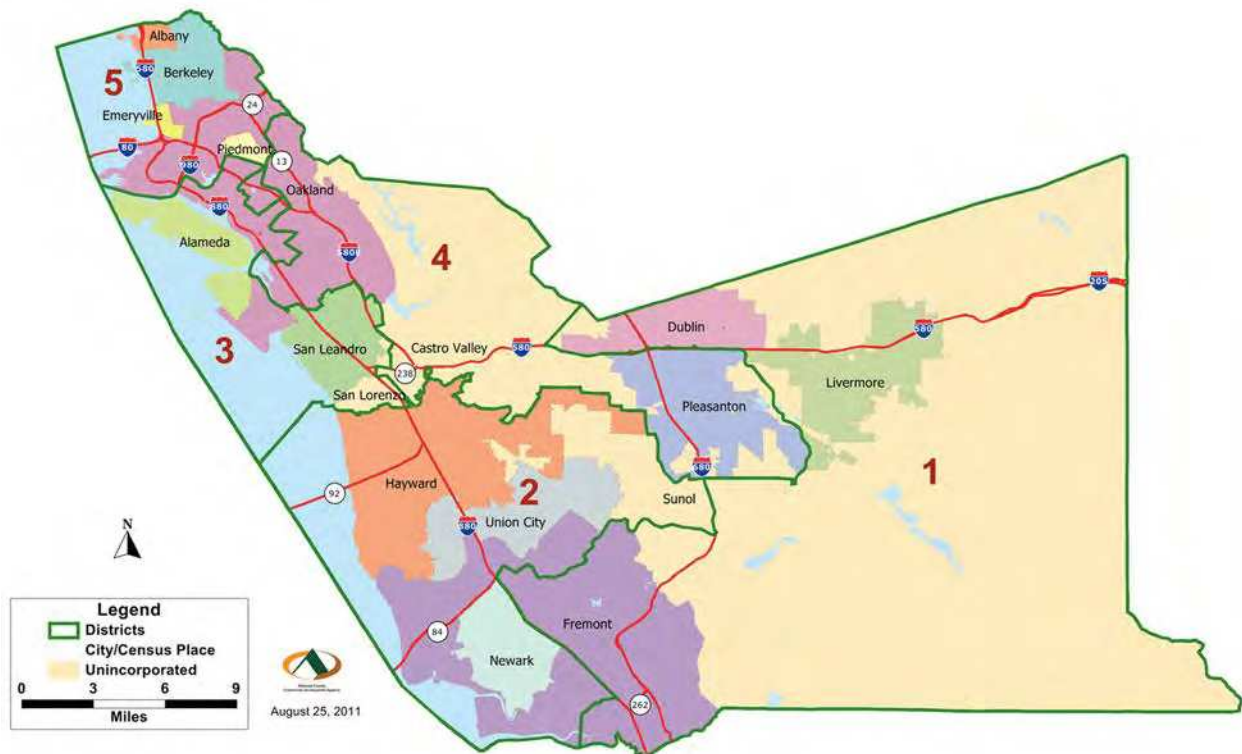 Albany
580
5
Berkeley
24
Emeryville
80
980
Piedmont
13
Oakland
880
Alameda
580
4
205
3
Dublin
580
San Leandro
Castro Valley
580
238
Livermore
San Lorenzo
Pleasanton
680
1
92
Hayward
2
Sunol
Union City
880
N
Fremont
84
Newark
262
Legend
Districts
City/Census Place
Unincorporated
0 3 6 9
Miles
August 25, 2011